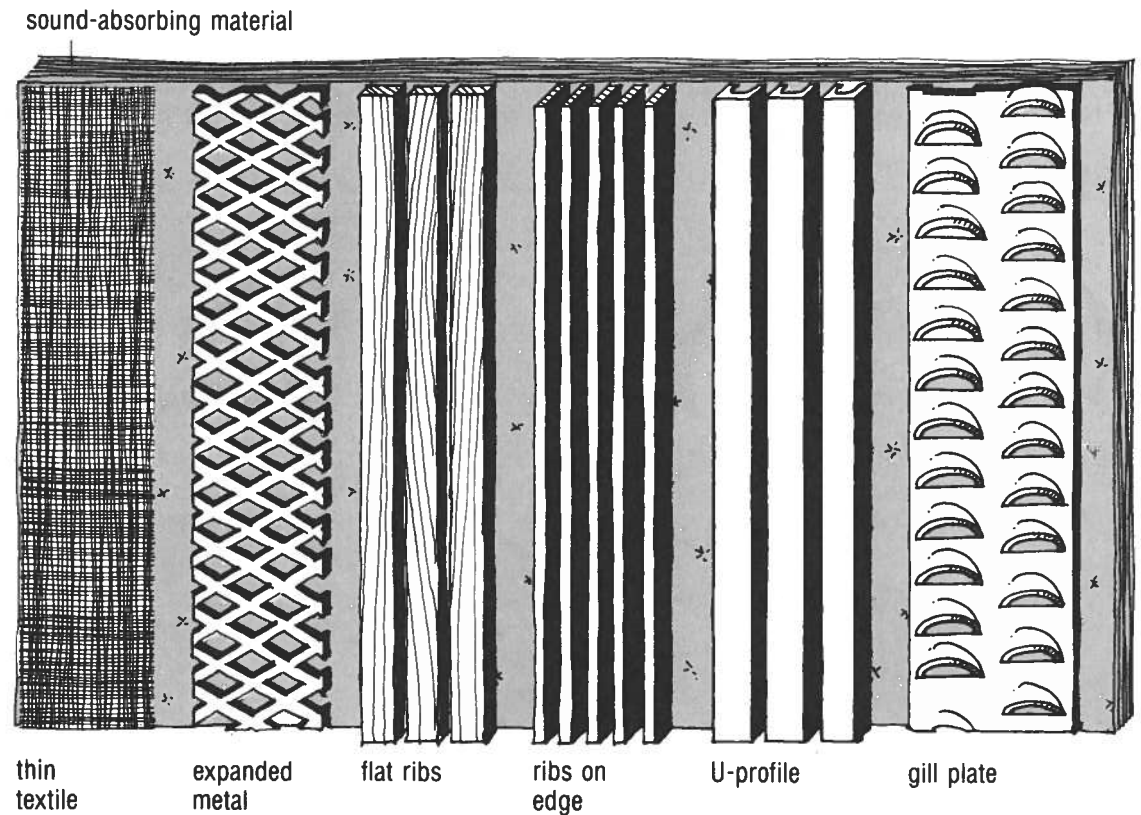 sound-absorbing material
thin
textile
expanded
metal
flat ribs
ribs on
edge
U-profile
gill plate